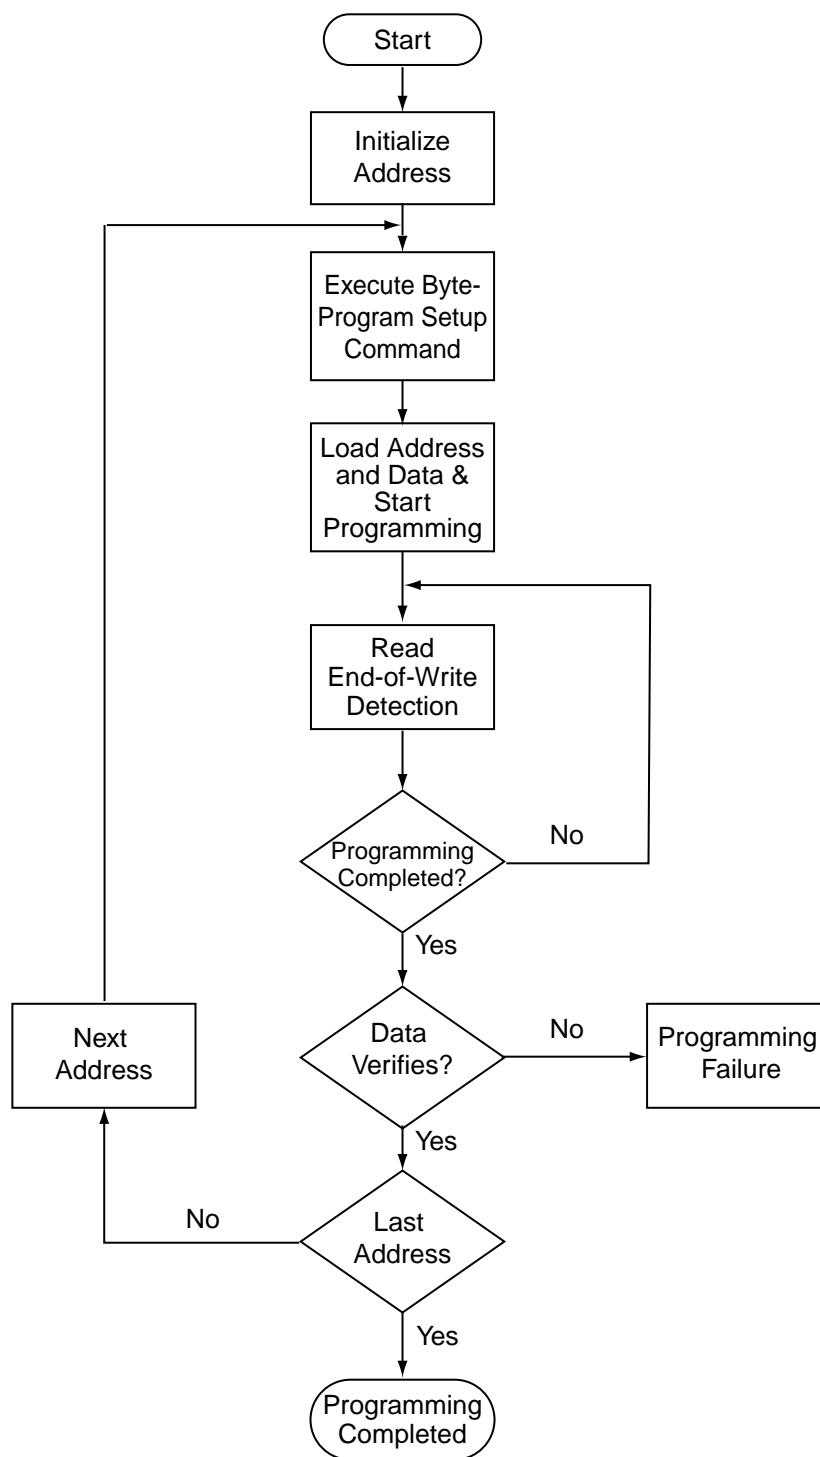 Start
Initialize
Address
Execute Byte-
Program Setup
Command
Load Address
and Data &
Start
Programming
Read
End-of-Write
Detection
Programming
Completed?
No
Yes
Next
Address
Data
Verifies?
No
Programming
Failure
Yes
No
Last
Address
Yes
Programming
Completed